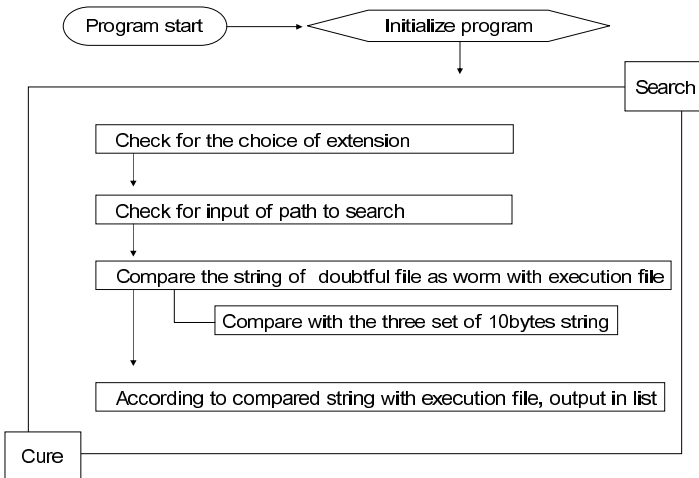 Program start
Initialize program
Search
Check for the choice of extension
Check for input of path to search
Compare the string of doubtful file as worm with execution file
Compare with the three set of 10bytes string
According to compared string with execution file, output in list
Cure